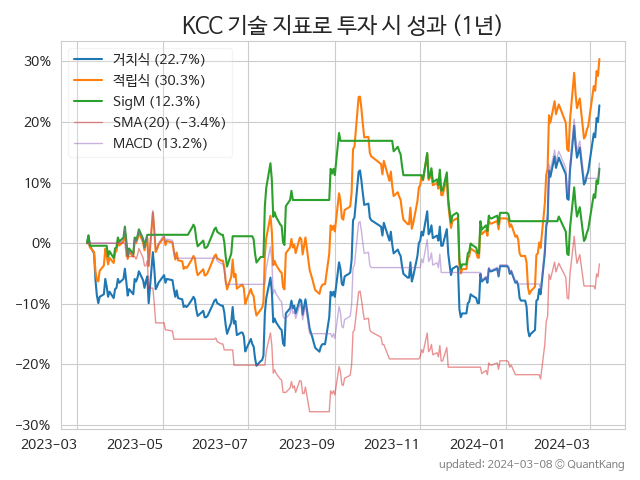 KCC 기술 지표로 투자 시 성과 (1년)
거치식 (22.7%)
적립식 (30.3%)
SigM (12.3%)
SMA(20) (−3.4%)
MACD (13.2%)
30%
20%
10%
0%
−10%
−20%
−30%
2023-03
2023-05
2023-07
2023-09
2023-11
2024-01
2024-03
updated: 2024-03-08 © QuantKang